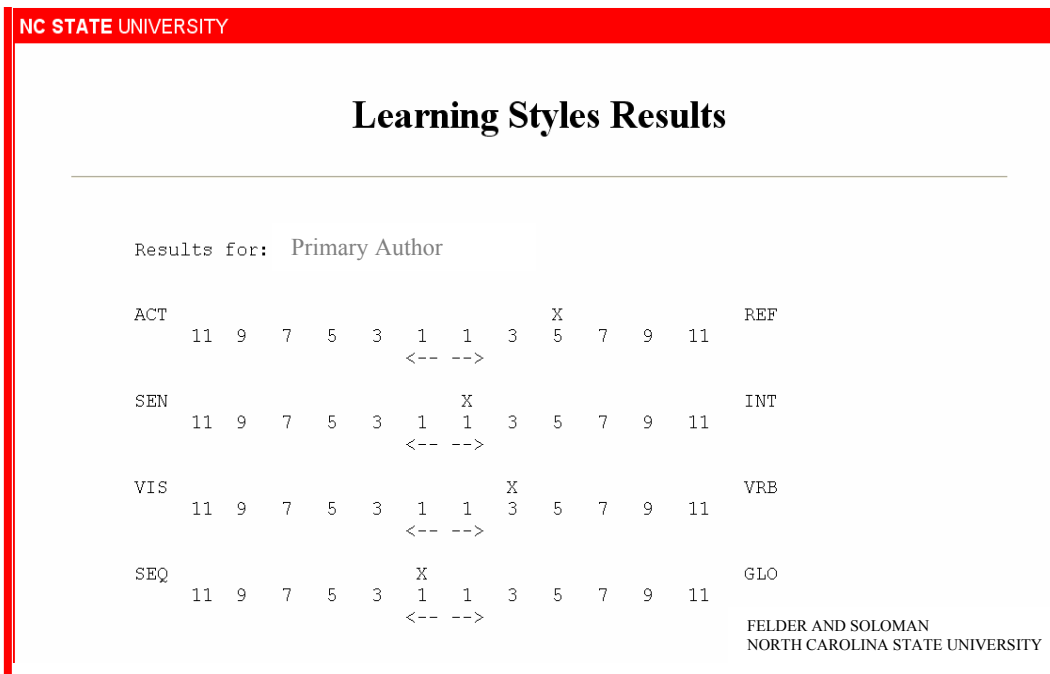 NC STATE UNIVERSITY
Learning Styles Results
Results for: Primary Author
ACT X REF
11 9 7 5 3 1 1 3 5 7 9 11
<-- -->
SEN X INT
11 9 7 5 3 1 1 3 5 7 9 11
<-- -->
VIS X VRB
11 9 7 5 3 1 1 3 5 7 9 11
<-- -->
SEQ X GLO
11 9 7 5 3 1 1 3 5 7 9 11
<-- -->
FELDER AND SOLOMAN
NORTH CAROLINA STATE UNIVERSITY